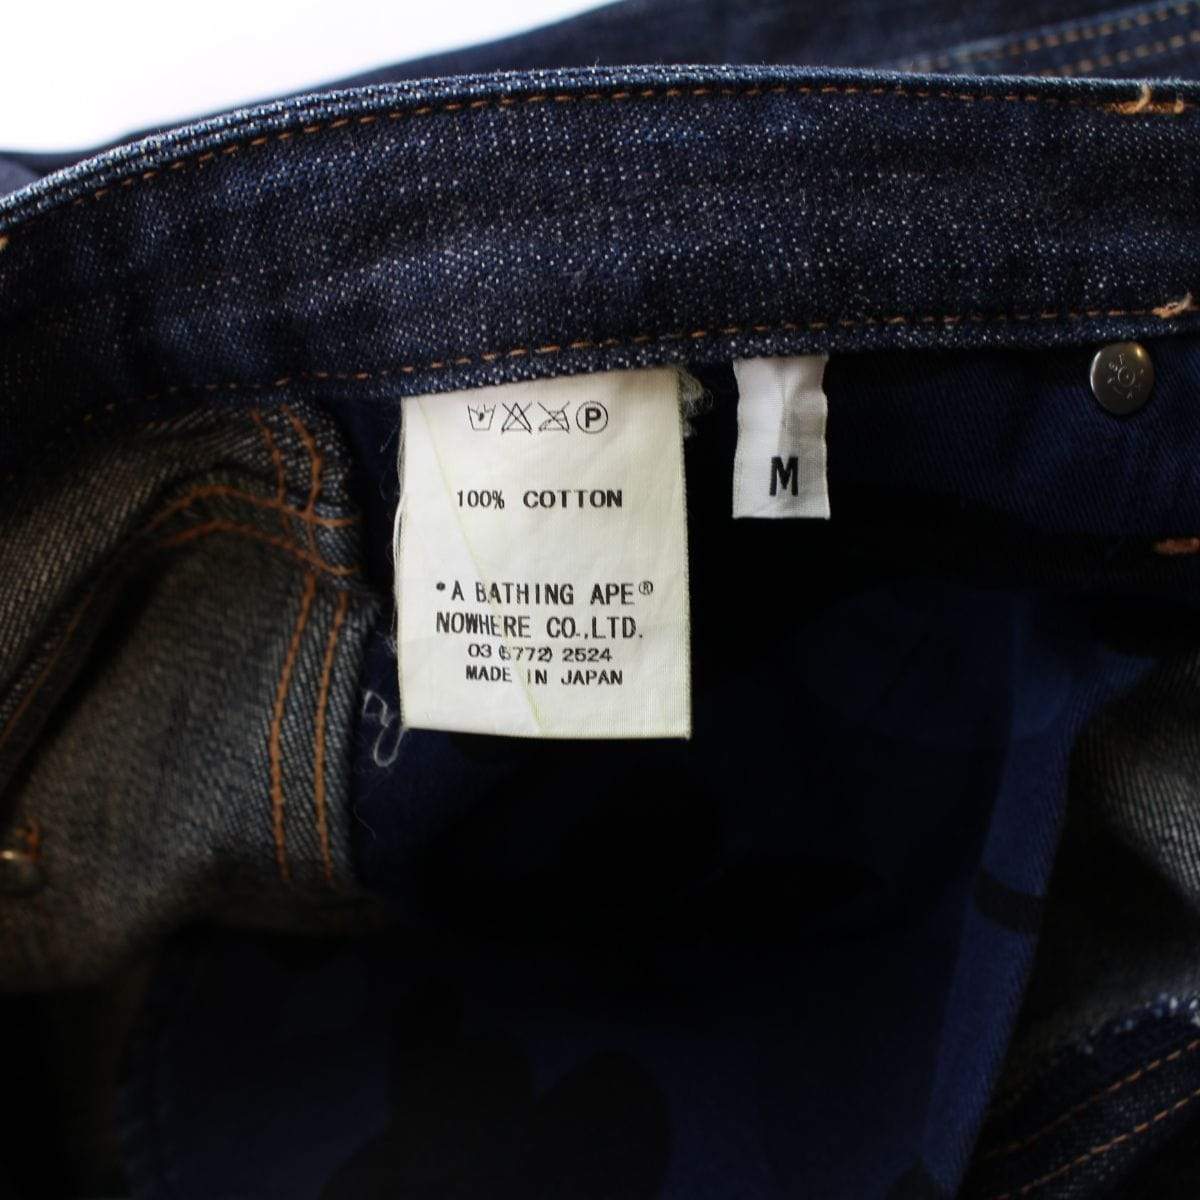 P
100% COTTON
•A BATHING APE®
NOWHERE CO.,LTD.
03 (5772) 2524
MADE IN JAPAN
M